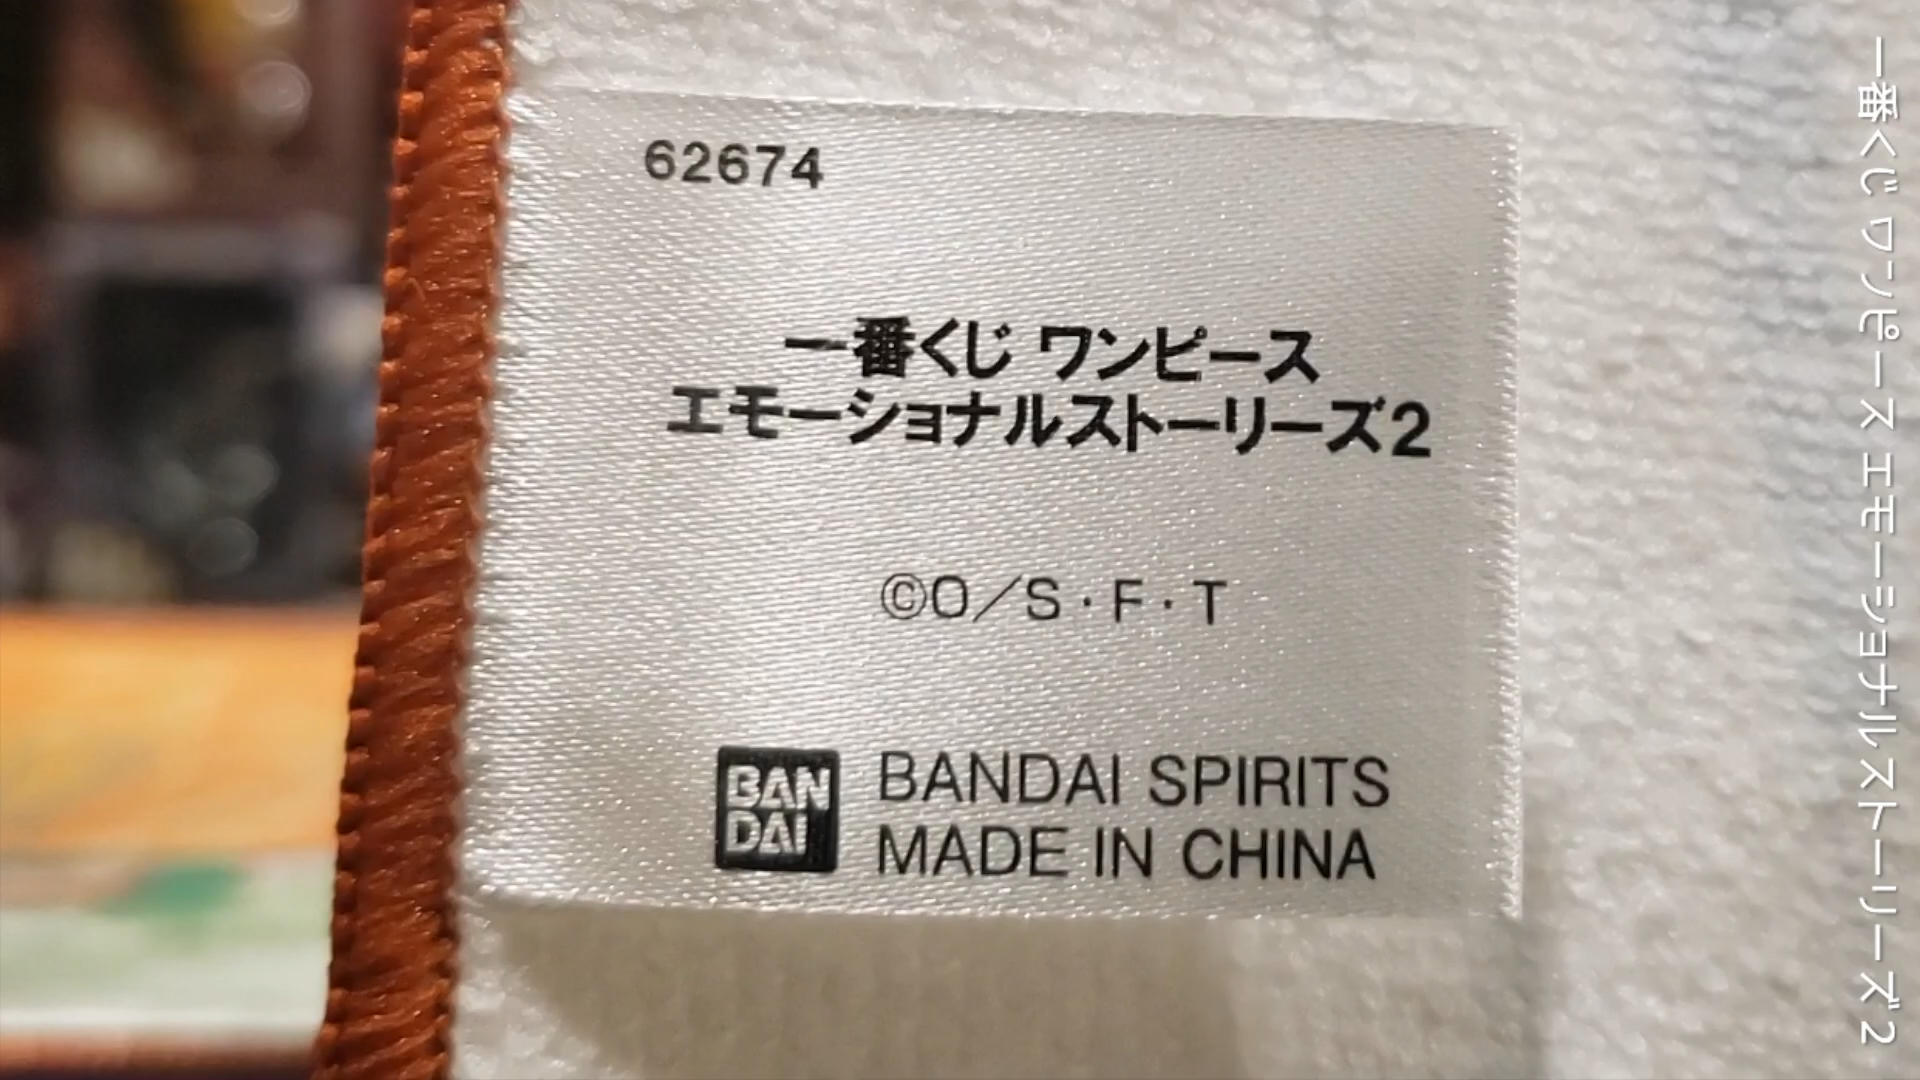 62674
一番くじ ワンピース
エモーショナルストーリーズ2
©O/S・F・T
BAN
DAI
BANDAI SPIRITS
MADE IN CHINA
一番くじ ワンピース エモーショナルストーリーズ2